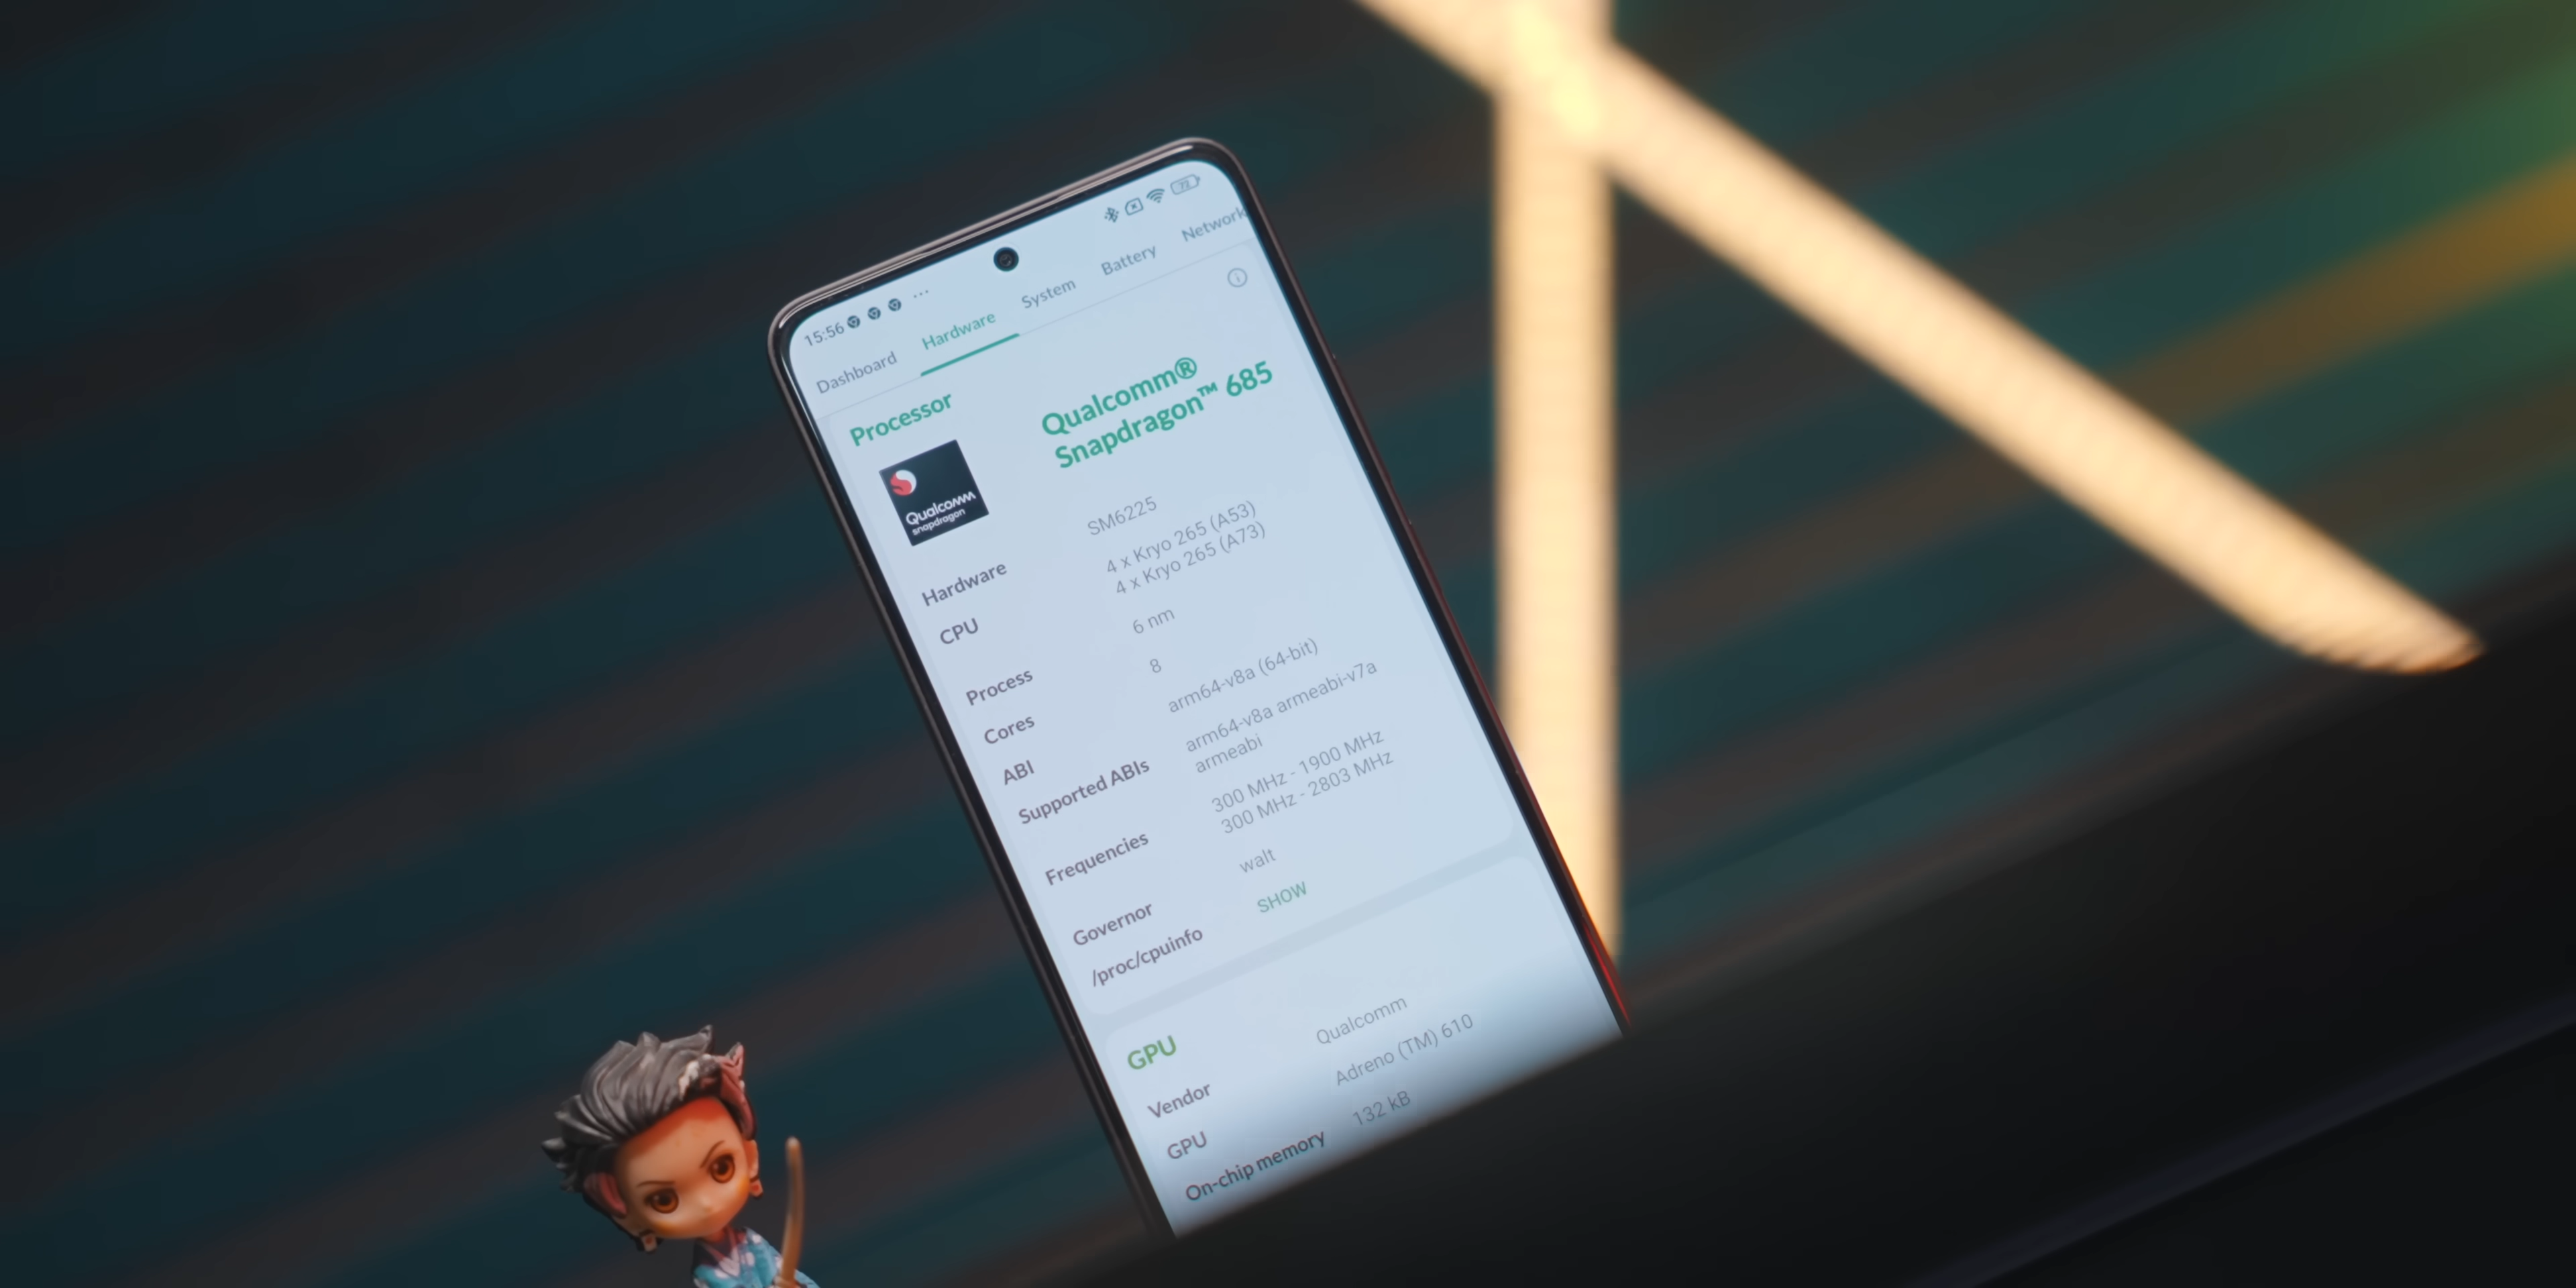 15:56 ... 72
Dashboard Hardware System Battery Network
Processor
Qualcomm®
Snapdragon™ 685
Qualcomm
snapdragon
Hardware SM6225
CPU 4 x Kryo 265 (A53)
4 x Kryo 265 (A73)
Process 6 nm
Cores 8
ABI arm64-v8a (64-bit)
Supported ABIs arm64-v8a armeabi-v7a
armeabi
Frequencies 300 MHz - 1900 MHz
300 MHz - 2803 MHz
Governor walt
/proc/cpuinfo SHOW
GPU
Vendor Qualcomm
GPU Adreno (TM) 610
On-chip memory 132 kB